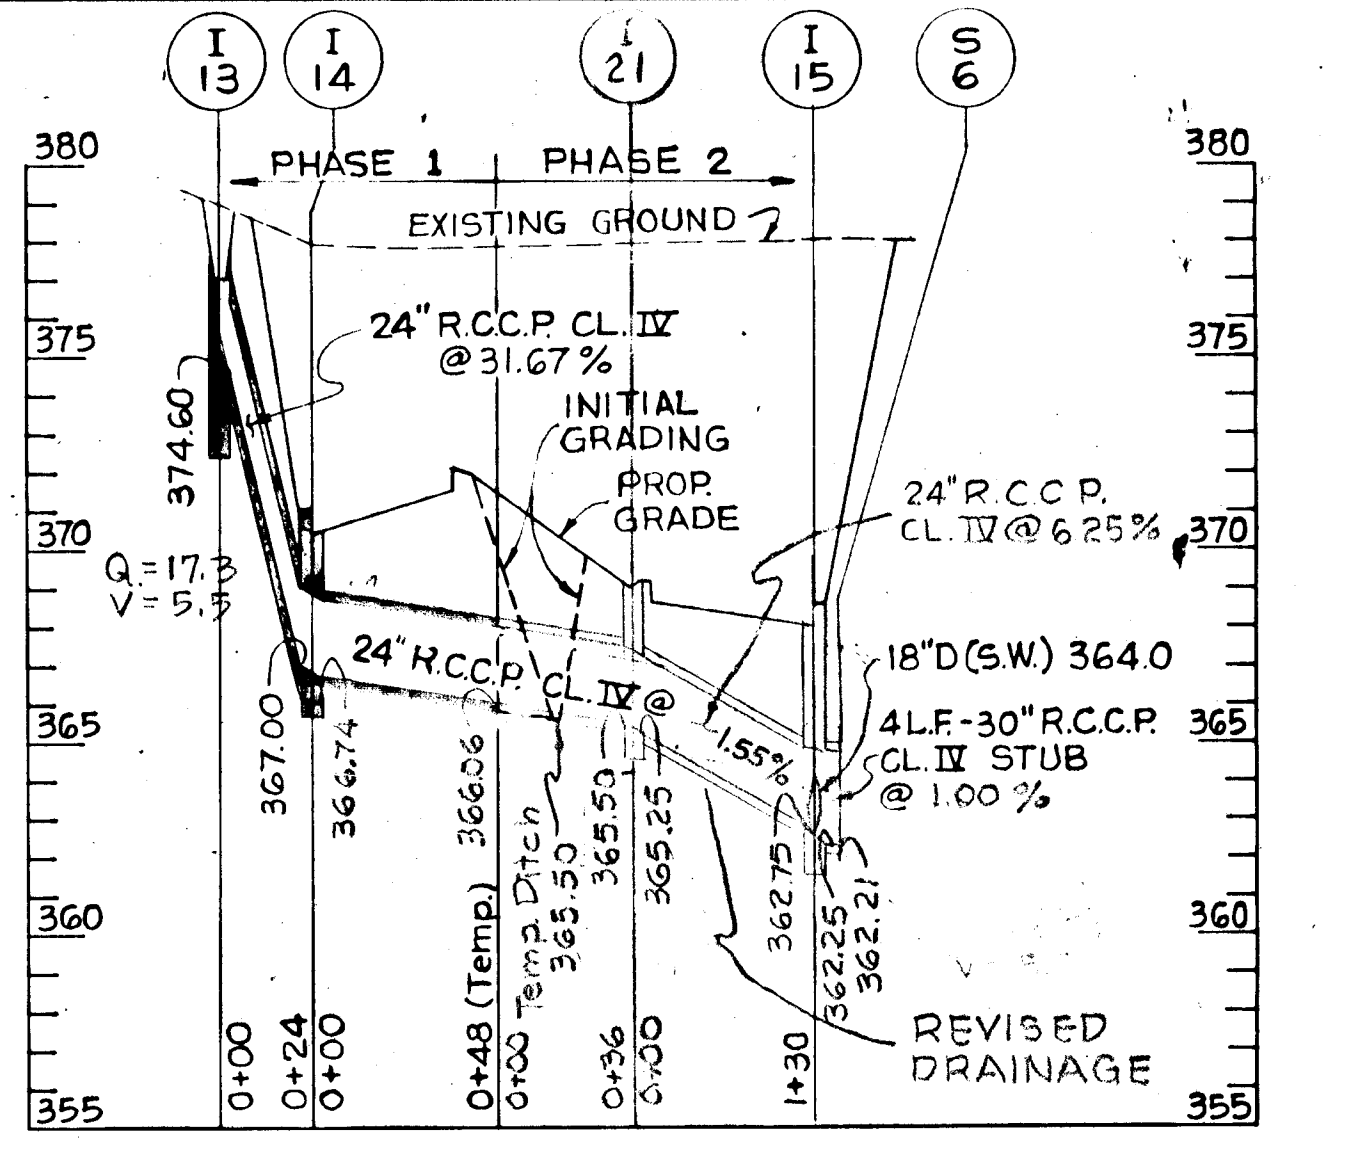 I
13
I
14
I
21
I
15
S
6
380
380
PHASE 1
PHASE 2
EXISTING GROUND
375
375
24" R.C.C.P. CL. IV
@ 31.67 %
374.60
INITIAL
GRADING
PROP.
GRADE
24" R.C.C P.
CL. IV @ 6 25%
370
370
Q = 17.3
V = 5.5
24" R.C.C.P. CL. IV @
1.55%
18" D (S.W.) 364.0
365
365
4 L.F. - 30" R.C.C.P.
CL. IV STUB
@ 1.00 %
367.00
366.74
366.06
Temp. Ditch
365.50
365.50
365.25
362.75
362.25
362.21
360
360
REVISED
DRAINAGE
0+00
0+24
0+00
0+48 (Temp.)
0+00
0+36
0+00
1+30
355
355